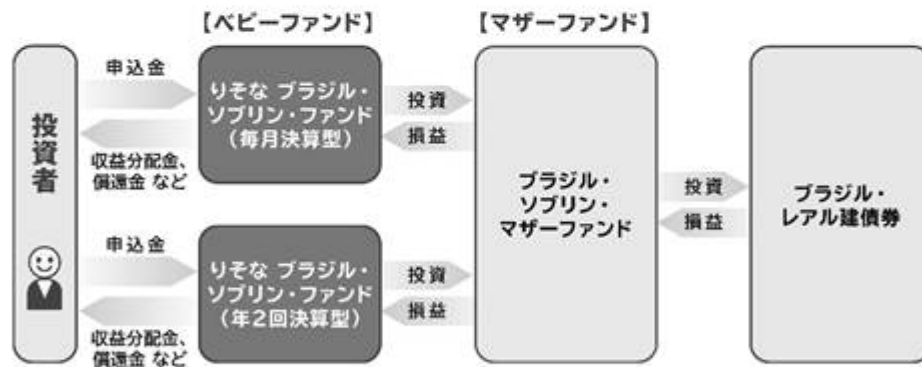 【ベビーファンド】
【マザーファンド】
投資者
申込金
収益分配金、
償還金 など
りそな ブラジル・
ソブリン・ファンド
（毎月決算型）
投資
損益
申込金
収益分配金、
償還金 など
りそな ブラジル・
ソブリン・ファンド
（年2回決算型）
投資
損益
ブラジル・
ソブリン・
マザーファンド
投資
損益
ブラジル・
レアル建債券